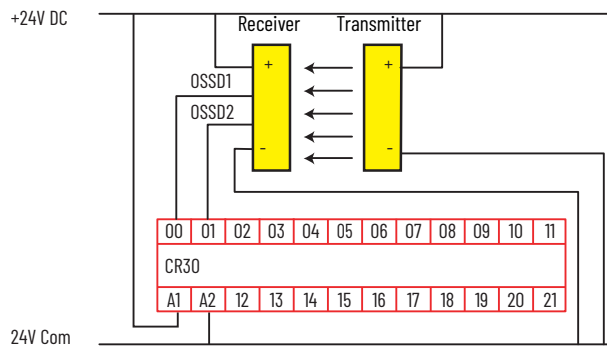 +24V DC
Receiver Transmitter
+ +
OSSD1
OSSD2
- -
00 01 02 03 04 05 06 07 08 09 10 11
CR30
A1 A2 12 13 14 15 16 17 18 19 20 21
24V Com